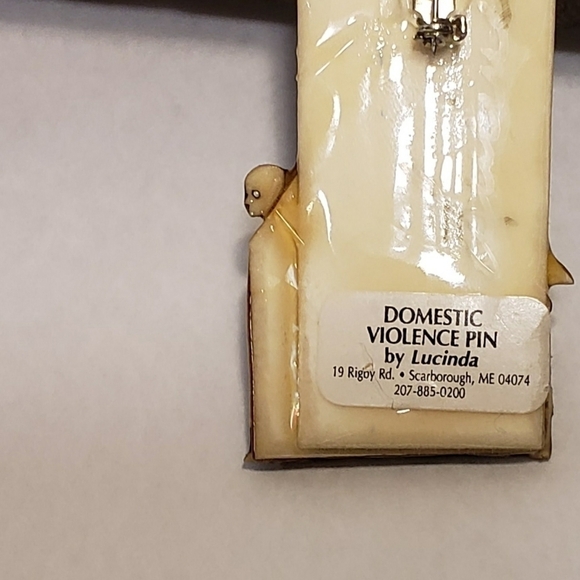 DOMESTIC
VIOLENCE PIN
by Lucinda
19 Rigby Rd. • Scarborough, ME 04074
207-885-0200